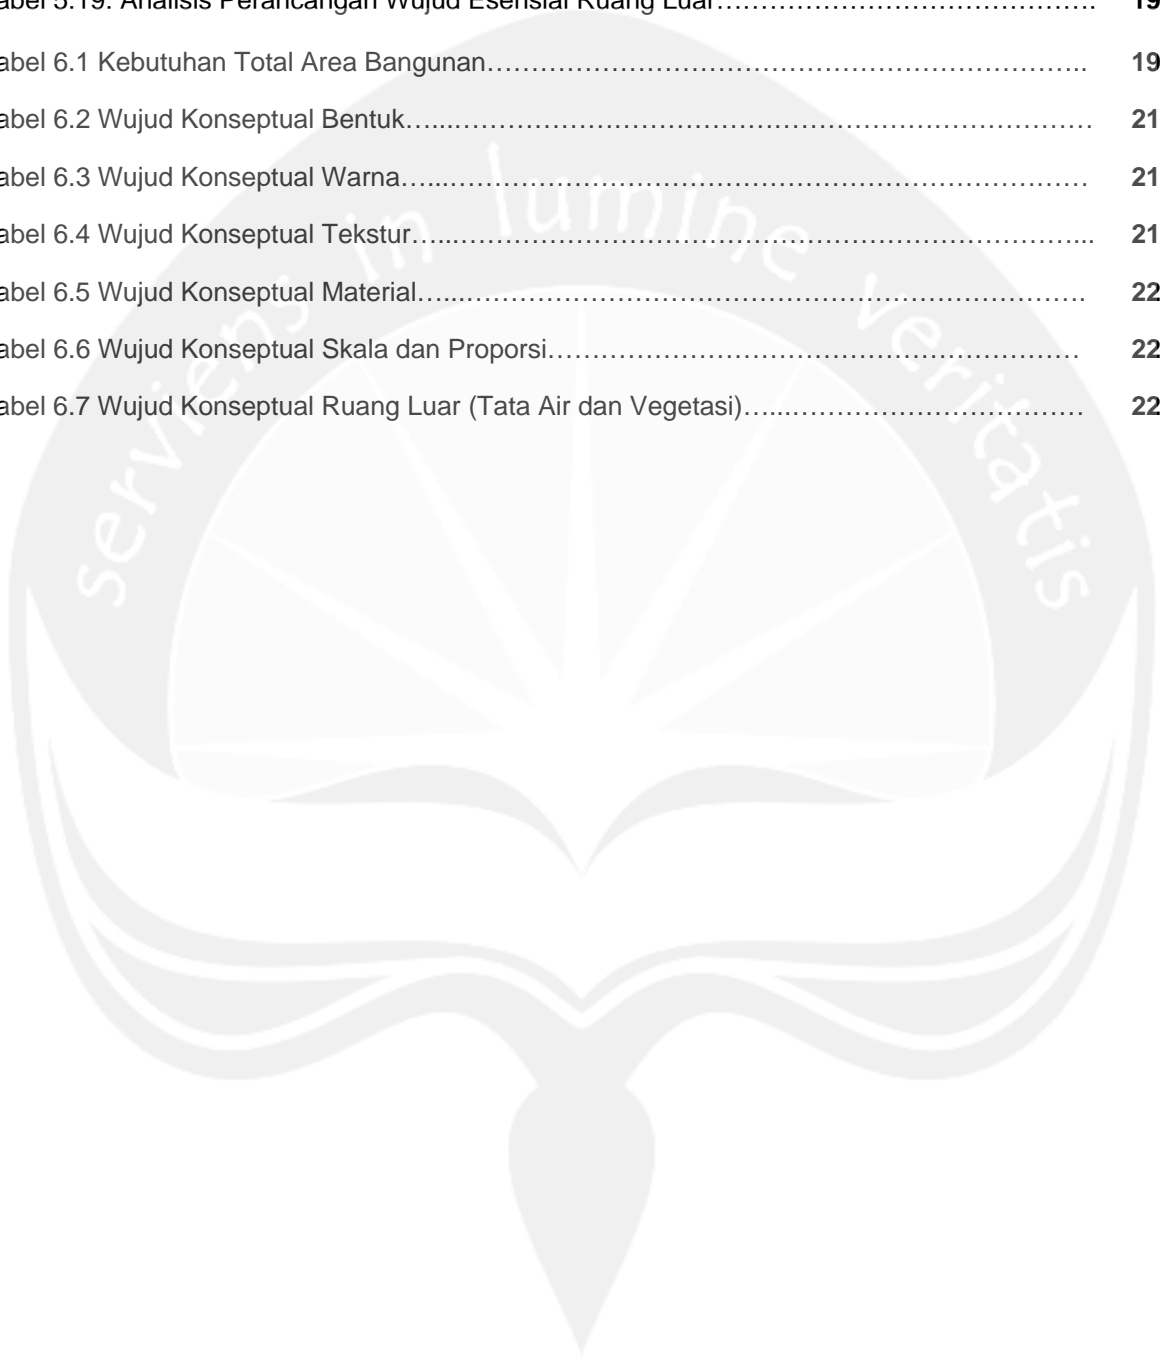 abel 5.19. Analisis Perancangan Wujud Esensial Ruang Luar…………………………………. 19
abel 6.1 Kebutuhan Total Area Bangunan…………………………………………………….. 19
abel 6.2 Wujud Konseptual Bentuk…...………………………………………………………… 21
abel 6.3 Wujud Konseptual Warna…...………………………………………………………… 21
abel 6.4 Wujud Konseptual Tekstur…...………………………………………………………... 21
abel 6.5 Wujud Konseptual Material…...………………………………………………………. 22
abel 6.6 Wujud Konseptual Skala dan Proporsi……………………………………………… 22
abel 6.7 Wujud Konseptual Ruang Luar (Tata Air dan Vegetasi)…...………………………… 22
serviens in lumine veritatis